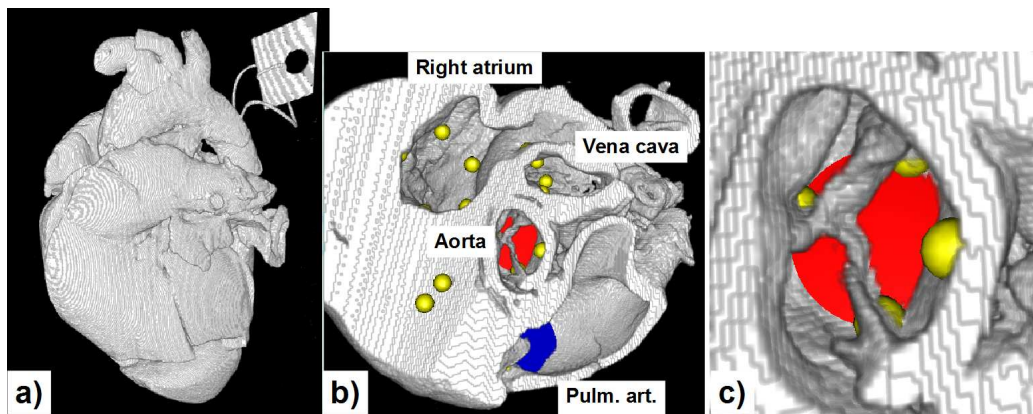 Right atrium
Vena cava
Aorta
Pulm. art.
a)
b)
c)